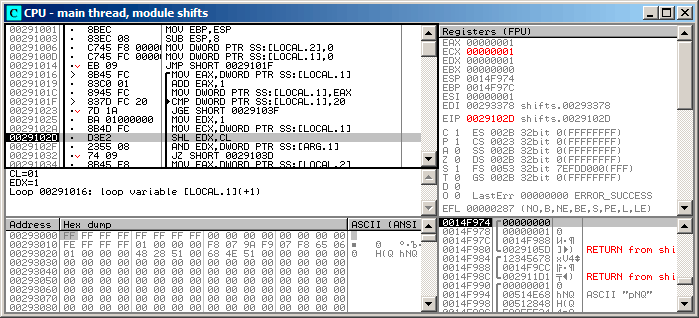 C CPU - main thread, module shifts
00291001 · 8BEC MOV EBP,ESP
00291003 · 83EC 08 SUB ESP,8
00291006 · C745 F8 00000 MOV DWORD PTR SS:[LOCAL.2],0
0029100D · C745 FC 00000 MOV DWORD PTR SS:[LOCAL.1],0
00291014 · EB 09 JMP SHORT 0029101F
00291016 > 8B45 FC MOV EAX,DWORD PTR SS:[LOCAL.1]
00291019 · 83C0 01 ADD EAX,1
0029101C · 8945 FC MOV DWORD PTR SS:[LOCAL.1],EAX
0029101F > 837D FC 20 CMP DWORD PTR SS:[LOCAL.1],20
00291023 · 7D 1A JGE SHORT 0029103F
00291025 · BA 01000000 MOV EDX,1
0029102A · 8B4D FC MOV ECX,DWORD PTR SS:[LOCAL.1]
0029102D · D3E2 SHL EDX,CL
0029102F · 2355 08 AND EDX,DWORD PTR SS:[ARG.1]
00291032 · 74 09 JZ SHORT 0029103D
00291034 · 8B45 F8 MOV EAX,DWORD PTR SS:[LOCAL.2]
CL=01
EDX=1
Loop 00291016: loop variable [LOCAL.1](+1)
Registers (FPU)
EAX 00000001
ECX 00000001
EDX 00000001
EBX 00000000
ESP 0014F974
EBP 0014F97C
ESI 00000001
EDI 00293378 shifts.00293378
EIP 0029102D shifts.0029102D
C 1 ES 002B 32bit 0(FFFFFFFF)
P 1 CS 0023 32bit 0(FFFFFFFF)
A 0 SS 002B 32bit 0(FFFFFFFF)
Z 0 DS 002B 32bit 0(FFFFFFFF)
S 1 FS 0053 32bit 7EFDD000(FFF)
T 0 GS 002B 32bit 0(FFFFFFFF)
D 0
O 0 LastErr 00000000 ERROR_SUCCESS
EFL 00000287 (NO,B,NE,BE,S,PE,L,LE)
Address Hex dump ASCII (ANSI
00293000 FF FF FF FF FF FF FF FF 00 00 00 00 00 00 00 00
00293010 FE FF FF FF 01 00 00 00 F8 07 9A F9 07 F8 65 06
00293020 01 00 00 00 48 28 51 00 68 4E 51 00 00 00 00 00 H(Q hNQ
00293030 00 00 00 00 00 00 00 00 00 00 00 00 00 00 00 00
00293040 00 00 00 00 00 00 00 00 00 00 00 00 00 00 00 00
00293050 00 00 00 00 00 00 00 00 00 00 00 00 00 00 00 00
00293060 00 00 00 00 00 00 00 00 00 00 00 00 00 00 00 00
00293070 00 00 00 00 00 00 00 00 00 00 00 00 00 00 00 00
00293080 00 00 00 00 00 00 00 00 00 00 00 00 00 00 00 00
0014F974 00000000
0014F978 00000001
0014F97C 0014F988
0014F980 0029105D RETURN from shi
0014F984 12345678 xV4
0014F988 0014F9CC
0014F98C 002911D1 RETURN from shi
0014F990 00000001
0014F994 00514E68 hNQ ASCII "pNQ"
0014F998 00512848 H(Q